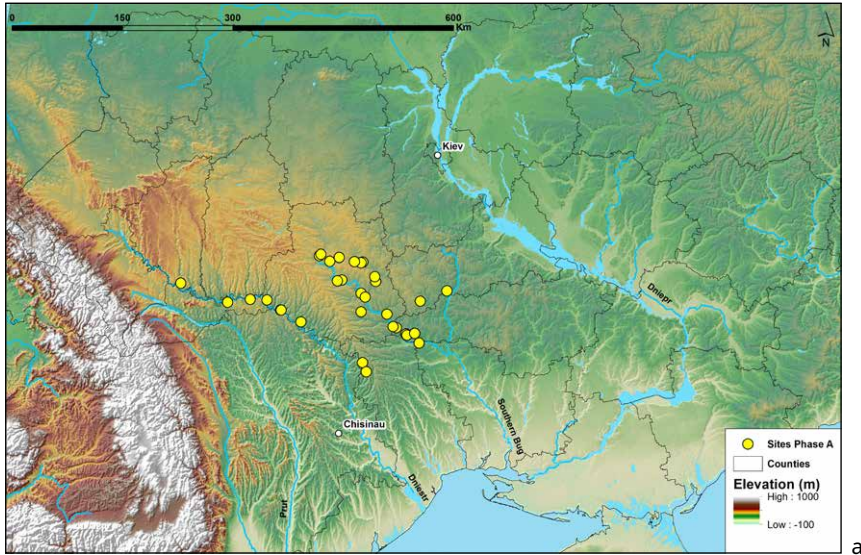 0 150 300 600
Km
N
Kiev
Dniepr
Chisinau
Southern Bug
Dniestr
Prut
Sites Phase A
Counties
Elevation (m)
High : 1000
Low : -100
a